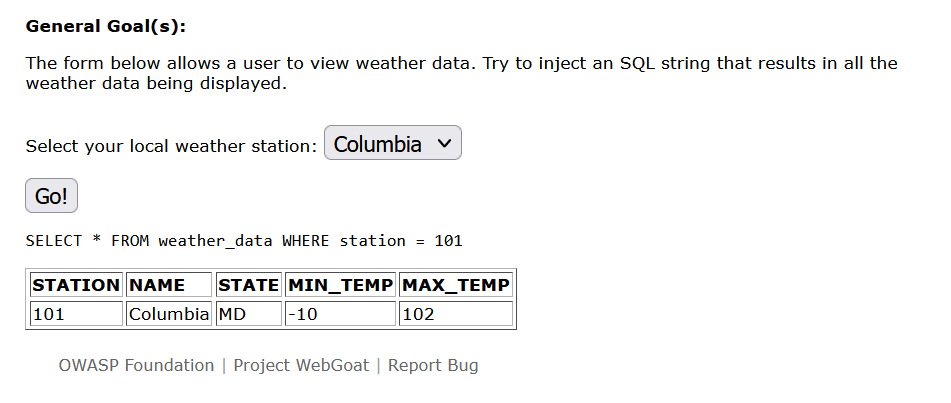 General Goal(s):
The form below allows a user to view weather data. Try to inject an SQL string that results in all the
weather data being displayed.
Select your local weather station: Columbia
Go!
SELECT * FROM weather_data WHERE station = 101
STATION NAME STATE MIN_TEMP MAX_TEMP
101 Columbia MD -10 102
OWASP Foundation | Project WebGoat | Report Bug